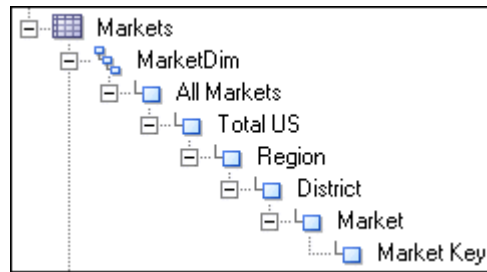 Markets
MarketDim
All Markets
Total US
Region
District
Market
Market Key